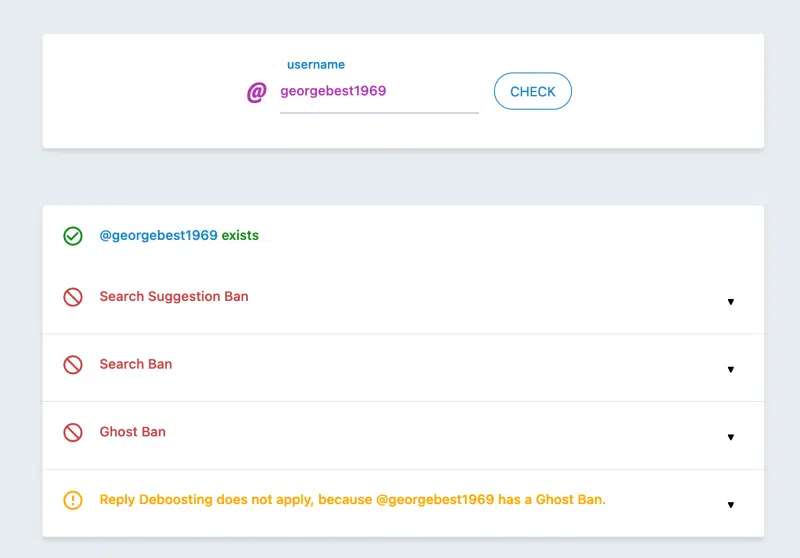 username
@ georgebest1969
CHECK
@georgebest1969 exists
Search Suggestion Ban
Search Ban
Ghost Ban
Reply Deboosting does not apply, because @georgebest1969 has a Ghost Ban.